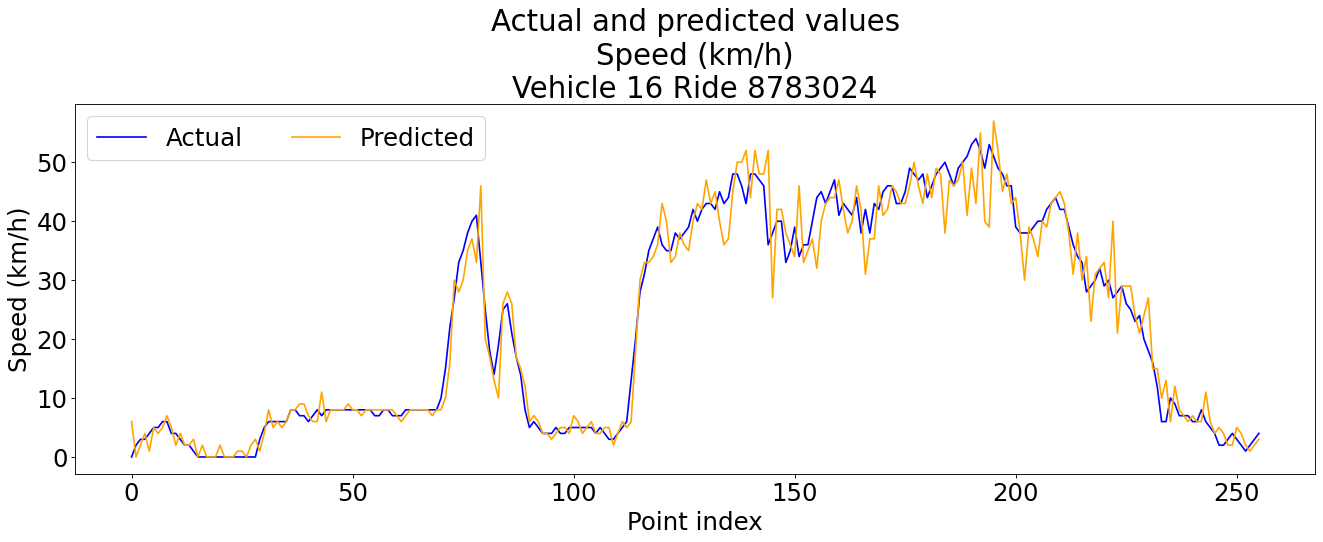 Actual and predicted values
Speed (km/h)
Vehicle 16 Ride 8783024
Actual
Predicted
50
40
30
20
10
0
Speed (km/h)
0
50
100
150
200
250
Point index